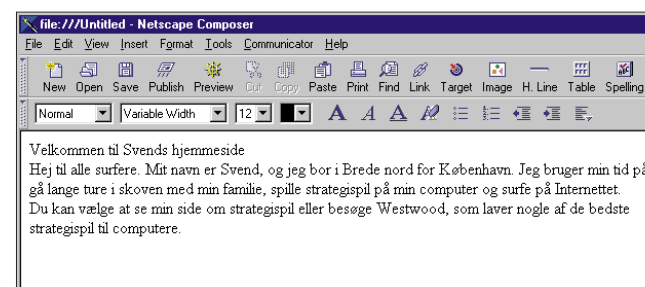 file:///Untitled - Netscape Composer
File Edit View Insert Format Tools Communicator Help
New Open Save Publish Preview Cut Copy Paste Print Find Link Target Image H. Line Table Spelling
Normal Variable Width 12 A A A
Velkommen til Svends hjemmeside
Hej til alle surfere. Mit navn er Svend, og jeg bor i Brede nord for København. Jeg bruger min tid på
gå lange ture i skoven med min familie, spille strategispil på min computer og surfe på Internettet.
Du kan vælge at se min side om strategispil eller besøge Westwood, som laver nogle af de bedste
strategispil til computere.